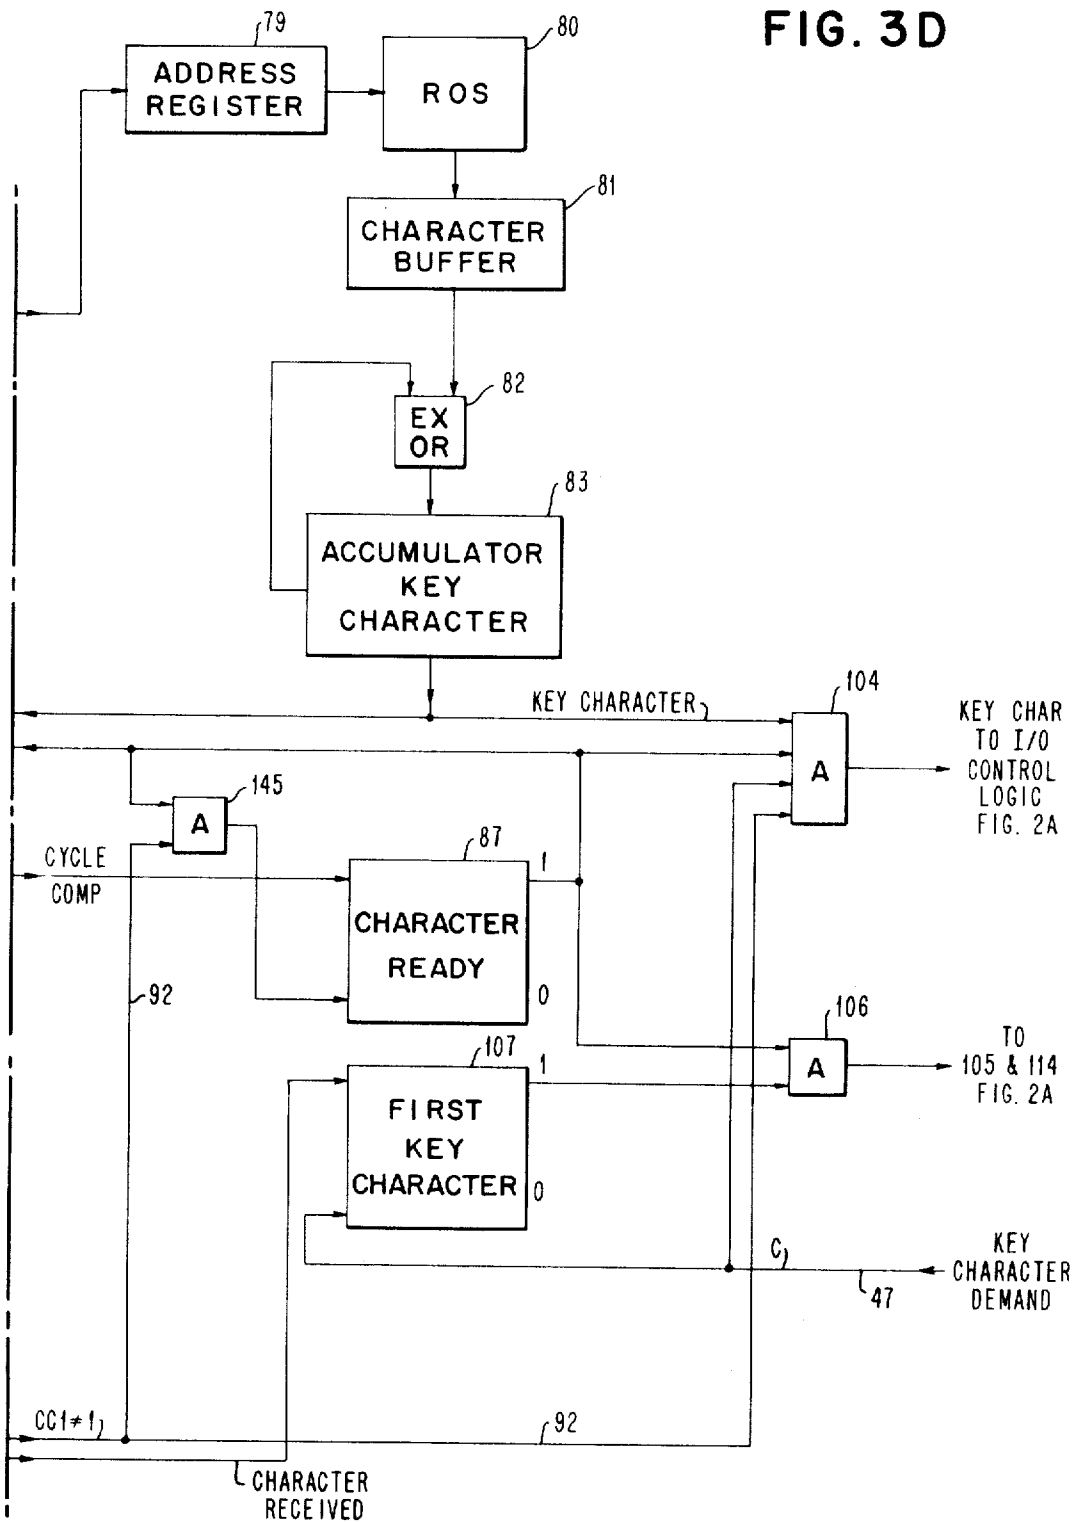 FIG. 3D
79
80
ADDRESS
REGISTER
ROS
81
CHARACTER
BUFFER
82
EX
OR
83
ACCUMULATOR
KEY
CHARACTER
KEY CHARACTER
104
A
KEY CHAR
TO I/O
CONTROL
LOGIC
FIG. 2A
145
A
CYCLE
COMP
87
1
CHARACTER
READY
0
92
106
A
TO
105 & 114
FIG. 2A
107
1
FIRST
KEY
CHARACTER
0
C
47
KEY
CHARACTER
DEMAND
CC1≠1
92
CHARACTER
RECEIVED